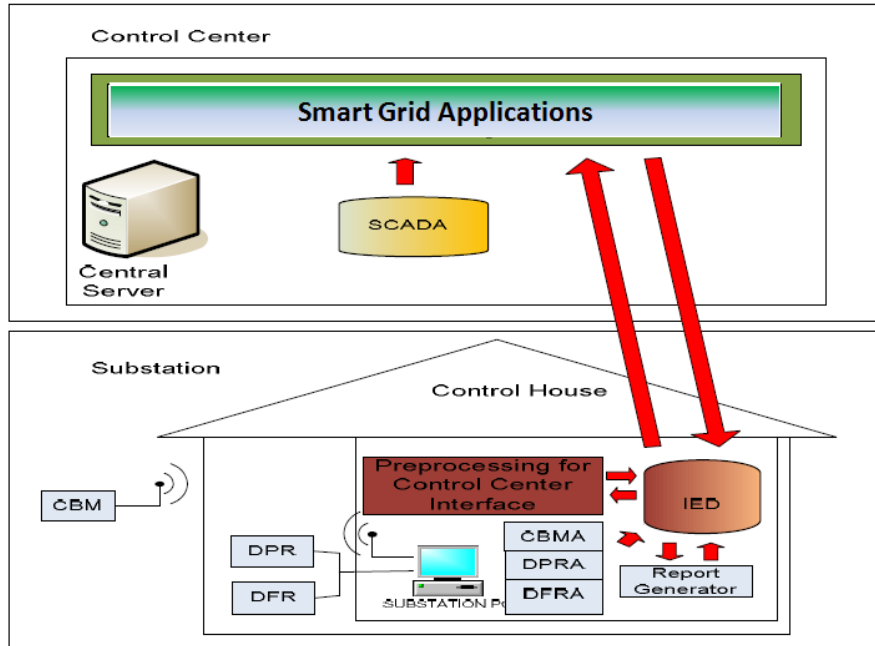 Control Center
Smart Grid Applications
SCADA
Central
Server
Substation
Control House
Preprocessing for
Control Center
Interface
IED
CBM
CBMA
DPR
DPRA
Report
Generator
DFR
DFRA
SUBSTATION